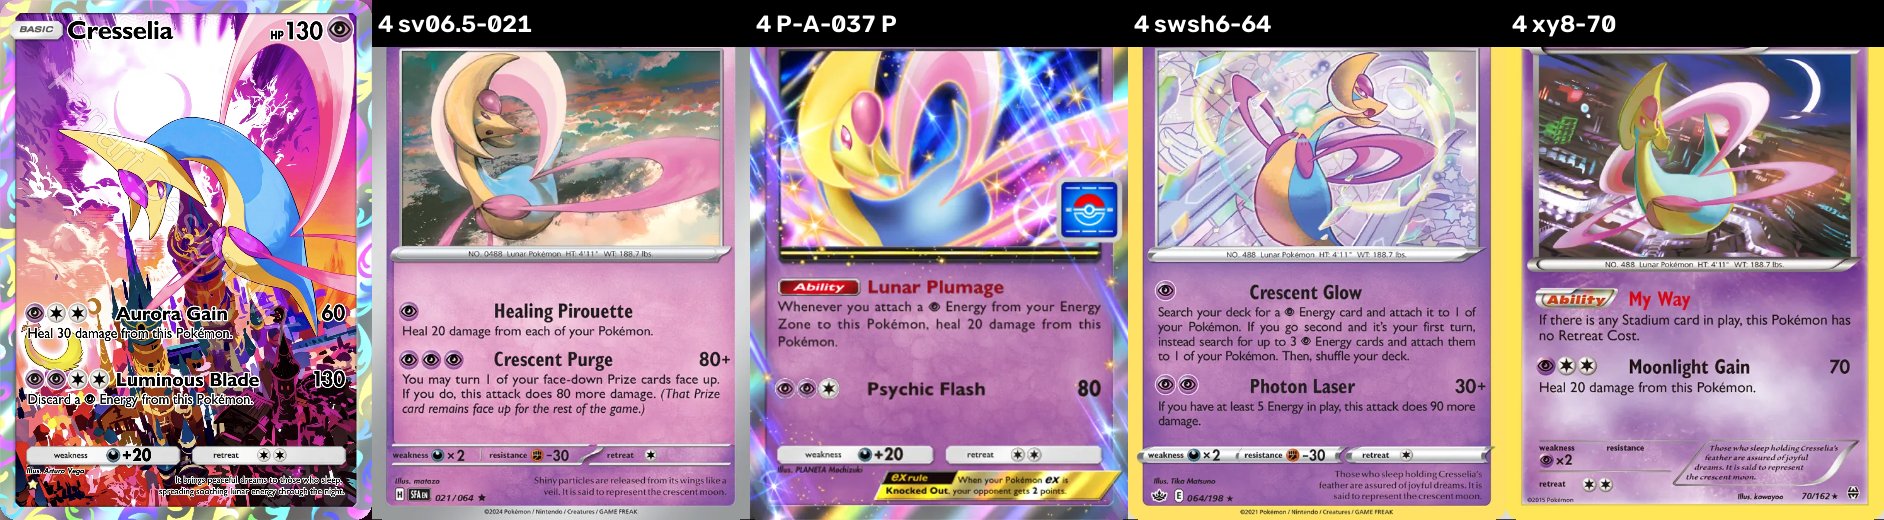 BASIC Cresselia HP 130
Aurora Gain 60
Heal 30 damage from this Pokémon.
Luminous Blade 130
Discard a Energy from this Pokémon.
weakness +20 retreat
Illus. Arturo Vega
It brings peaceful dreams to those who sleep,
spreading soothing lunar energy through the night.
4 sv06.5-021
NO. 0488 Lunar Pokémon HT: 4'11" WT: 188.7 lbs.
Healing Pirouette
Heal 20 damage from each of your Pokémon.
Crescent Purge 80+
You may turn 1 of your face-down Prize cards face up.
If you do, this attack does 80 more damage. (That Prize
card remains face up for the rest of the game.)
weakness ×2 resistance -30 retreat
Illus. matazo
Shiny particles are released from its wings like a
veil. It is said to represent the crescent moon.
H SFA EN 021/064 ★
©2024 Pokémon / Nintendo / Creatures / GAME FREAK
4 P-A-037 P
Ability Lunar Plumage
Whenever you attach a Energy from your Energy
Zone to this Pokémon, heal 20 damage from this
Pokémon.
Psychic Flash 80
weakness +20 retreat
Illus. PLANETA Mochizuki
ex rule When your Pokémon ex is
Knocked Out, your opponent gets 2 points.
4 swsh6-64
NO. 488 Lunar Pokémon HT: 4'11" WT: 188.7 lbs.
Crescent Glow
Search your deck for a Energy card and attach it to 1 of
your Pokémon. If you go second and it's your first turn,
instead search for up to 3 Energy cards and attach them
to 1 of your Pokémon. Then, shuffle your deck.
Photon Laser 30+
If you have at least 5 Energy in play, this attack does 90 more
damage.
weakness ×2 resistance -30 retreat
Illus. Tika Matsuno
Those who sleep holding Cresselia's
feather are assured of joyful dreams. It is
said to represent the crescent moon.
E 064/198 ★
©2021 Pokémon / Nintendo / Creatures / GAME FREAK
4 xy8-70
NO. 488 Lunar Pokémon HT: 4'11" WT: 188.7 lbs.
Ability My Way
If there is any Stadium card in play, this Pokémon has
no Retreat Cost.
Moonlight Gain 70
Heal 20 damage from this Pokémon.
weakness resistance
×2
retreat
Those who sleep holding Cresselia's
feather are assured of joyful
dreams. It is said to represent
the crescent moon.
©2015 Pokémon
Illus. kawayoo 70/162 ★